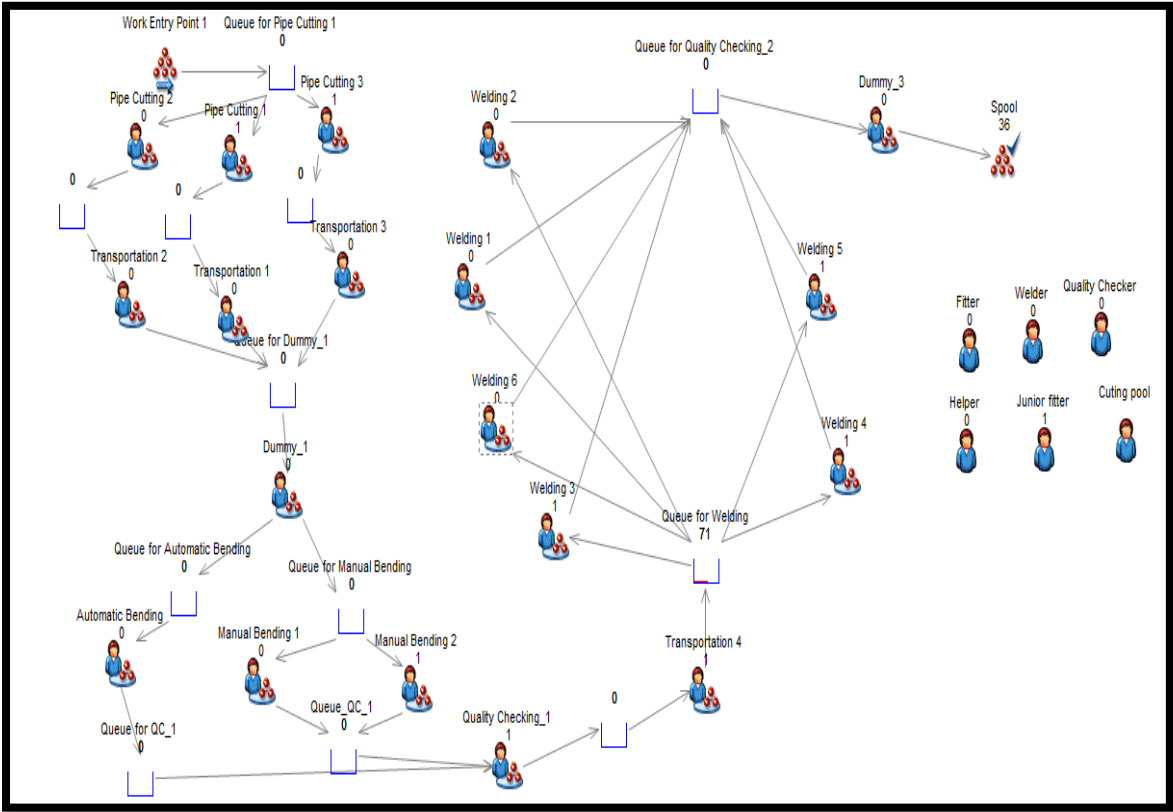 Work Entry Point 1
Queue for Pipe Cutting 1
0
Pipe Cutting 2
0
Pipe Cutting 1
1
Pipe Cutting 3
1
0
0
0
Transportation 2
0
Transportation 1
0
Transportation 3
0
Queue for Dummy_1
0
Dummy_1
0
Queue for Automatic Bending
0
Queue for Manual Bending
0
Automatic Bending
0
Manual Bending 1
0
Manual Bending 2
1
Queue for QC_1
0
Queue_QC_1
0
Quality Checking_1
1
0
Transportation 4
1
Queue for Welding
71
Welding 3
1
Welding 4
1
Welding 6
0
Welding 1
0
Welding 5
1
Welding 2
0
Queue for Quality Checking_2
0
Dummy_3
0
Spool
36
Fitter
0
Welder
0
Quality Checker
0
Helper
0
Junior fitter
1
Cuting pool